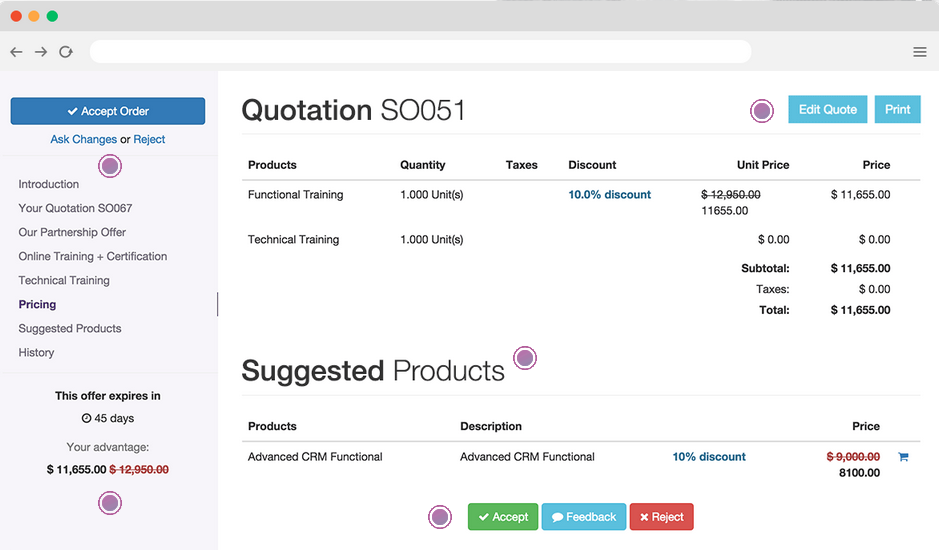 Accept Order
Ask Changes or Reject
Introduction
Your Quotation SO067
Our Partnership Offer
Online Training + Certification
Technical Training
Pricing
Suggested Products
History
This offer expires in
45 days
Your advantage:
$ 11,655.00 $ 12,950.00
Quotation SO051
Edit Quote Print
Products Quantity Taxes Discount Unit Price Price
Functional Training 1.000 Unit(s) 10.0% discount $ 12,950.00 $ 11,655.00
11655.00
Technical Training 1.000 Unit(s) $ 0.00 $ 0.00
Subtotal: $ 11,655.00
Taxes: $ 0.00
Total: $ 11,655.00
Suggested Products
Products Description Price
Advanced CRM Functional Advanced CRM Functional 10% discount $ 9,000.00
8100.00
Accept Feedback Reject